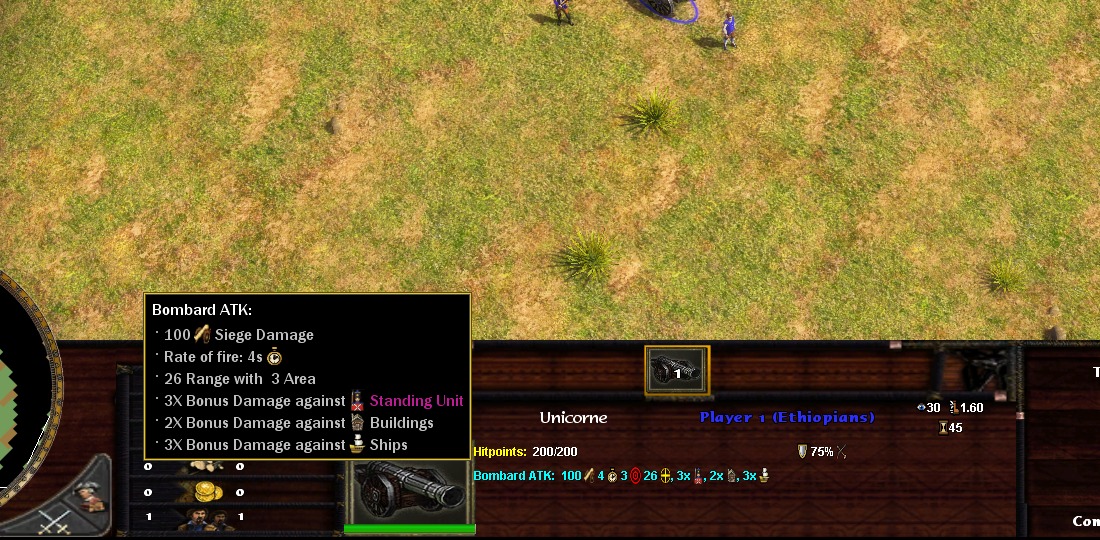 Bombard ATK:
· 100 Siege Damage
· Rate of fire: 4s
· 26 Range with 3 Area
· 3X Bonus Damage against Standing Unit
· 2X Bonus Damage against Buildings
· 3X Bonus Damage against Ships
1
T
Unicorne
Player 1 (Ethiopians)
30 1.60
45
Hitpoints: 200/200
75%
Bombard ATK: 100 4 3 26 , 3x , 2x , 3x
0 0
0 0
1 1
Con